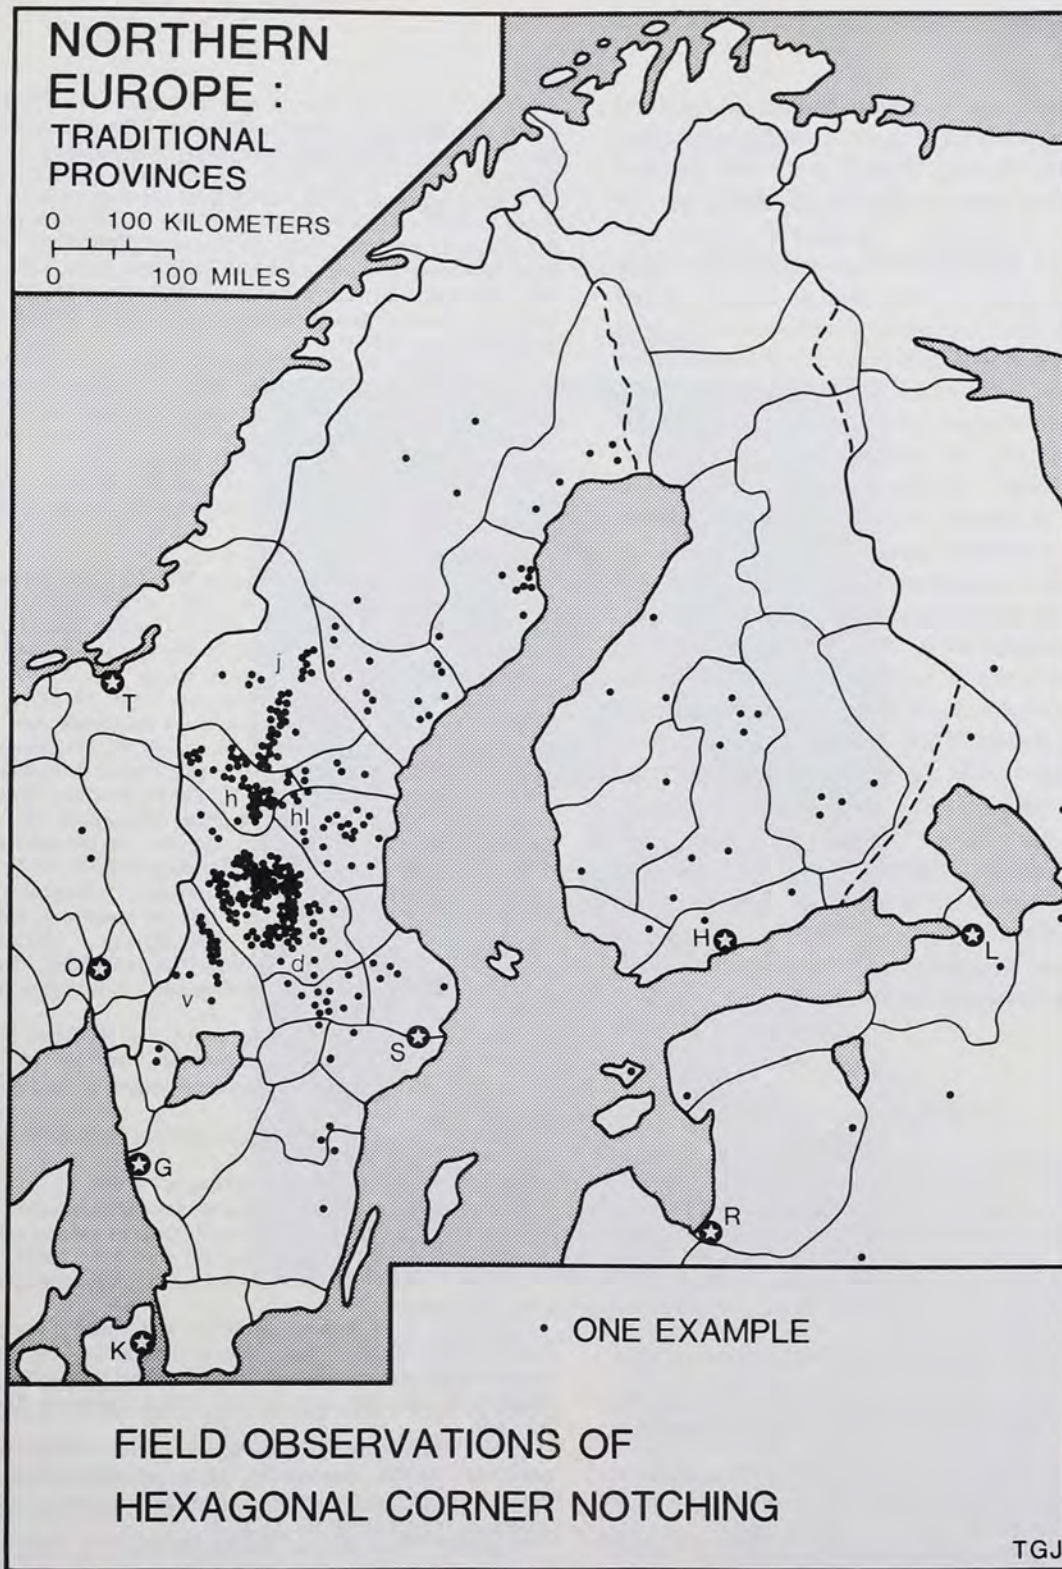 NORTHERN
EUROPE :
TRADITIONAL
PROVINCES
0 100 KILOMETERS
0 100 MILES
j
T
h
hl
d
O
v
S
H
L
G
R
K
• ONE EXAMPLE
FIELD OBSERVATIONS OF
HEXAGONAL CORNER NOTCHING
TGJ